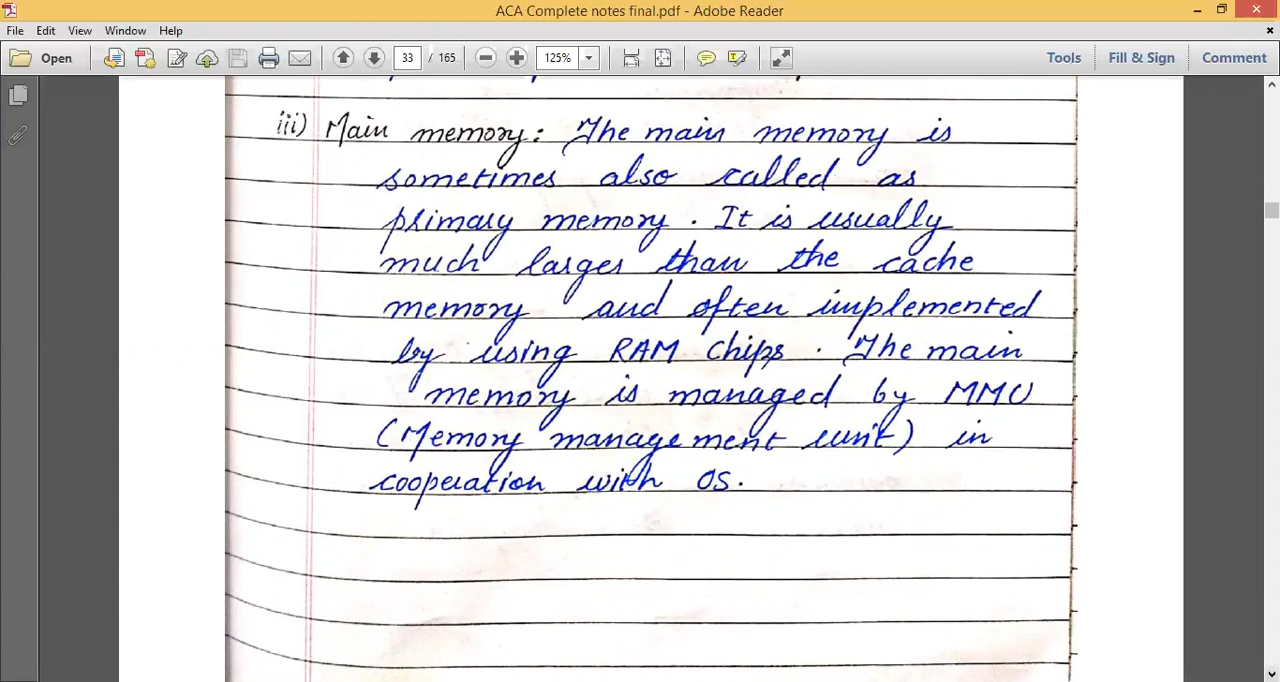 ACA Complete notes final.pdf - Adobe Reader
File Edit View Window Help
Open 33 / 165 125% Tools Fill & Sign Comment
iii) Main memory: The main memory is
sometimes also called as
primary memory. It is usually
much larger than the cache
memory and often implemented
by using RAM chips. The main
memory is managed by MMU
(Memory management unit) in
cooperation with OS.